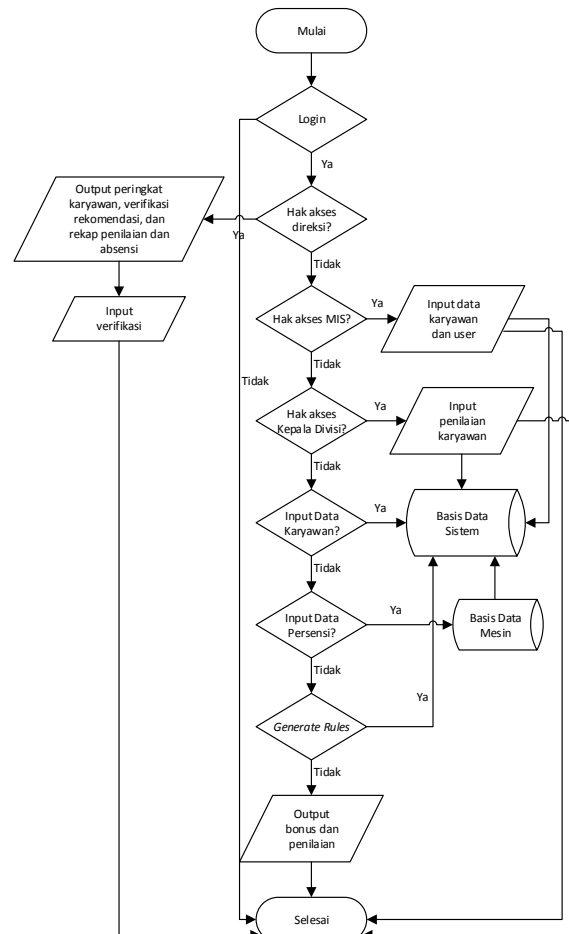 Mulai
Login
Ya
Output peringkat
karyawan, verifikasi
rekomendasi, dan
rekap penilaian dan
absensi
Hak akses
direksi?
Ya
Tidak
Input
verifikasi
Hak akses MIS?
Ya
Input data
karyawan
dan user
Tidak
Tidak
Hak akses
Kepala Divisi?
Ya
Input
penilaian
karyawan
Tidak
Input Data
Karyawan?
Ya
Basis Data
Sistem
Tidak
Input Data
Persensi?
Ya
Basis Data
Mesin
Tidak
Generate Rules
Ya
Tidak
Output
bonus dan
penilaian
Selesai